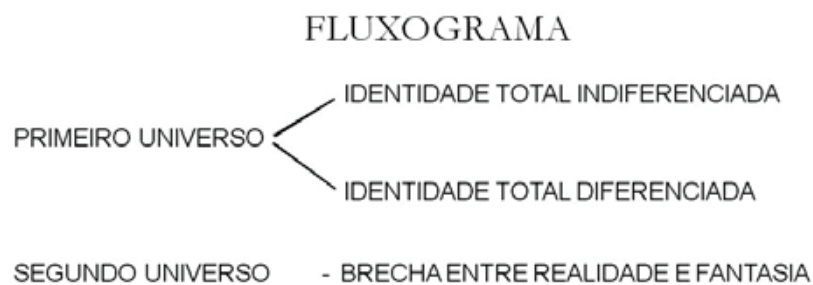 FLUXOGRAMA
IDENTIDADE TOTAL INDIFERENCIADA
PRIMEIRO UNIVERSO
IDENTIDADE TOTAL DIFERENCIADA
SEGUNDO UNIVERSO - BRECHA ENTRE REALIDADE E FANTASIA